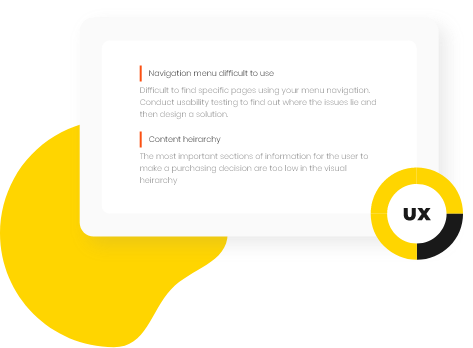 Navigation menu difficult to use
Difficult to find specific pages using your menu navigation.
Conduct usability testing to find out where the issues lie and
then design a solution.
Content heirarchy
The most important sections of information for the user to
make a purchasing decision are too low in the visual
heirarchy
UX